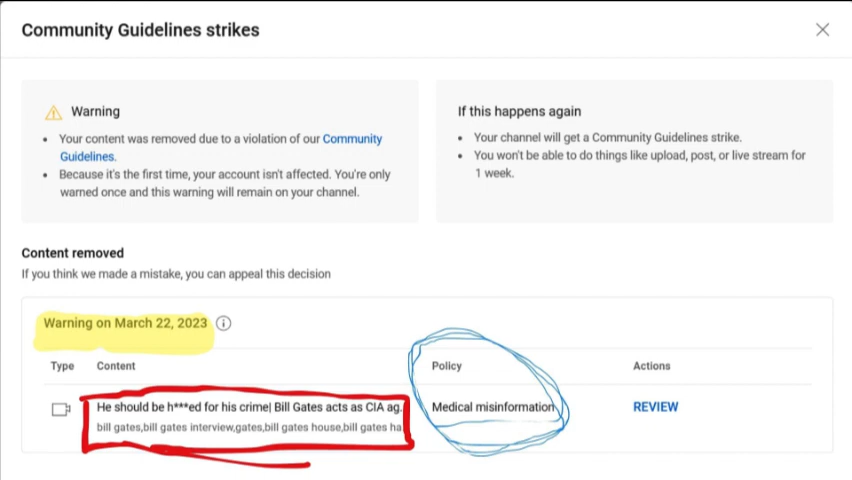 Community Guidelines strikes
Warning
Your content was removed due to a violation of our Community
Guidelines.
Because it's the first time, your account isn't affected. You're only
warned once and this warning will remain on your channel.
If this happens again
Your channel will get a Community Guidelines strike.
You won't be able to do things like upload, post, or live stream for
1 week.
Content removed
If you think we made a mistake, you can appeal this decision
Warning on March 22, 2023
Type Content Policy Actions
He should be h***ed for his crime| Bill Gates acts as CIA ag. Medical misinformation REVIEW
bill gates,bill gates interview,gates,bill gates house,bill gates ha